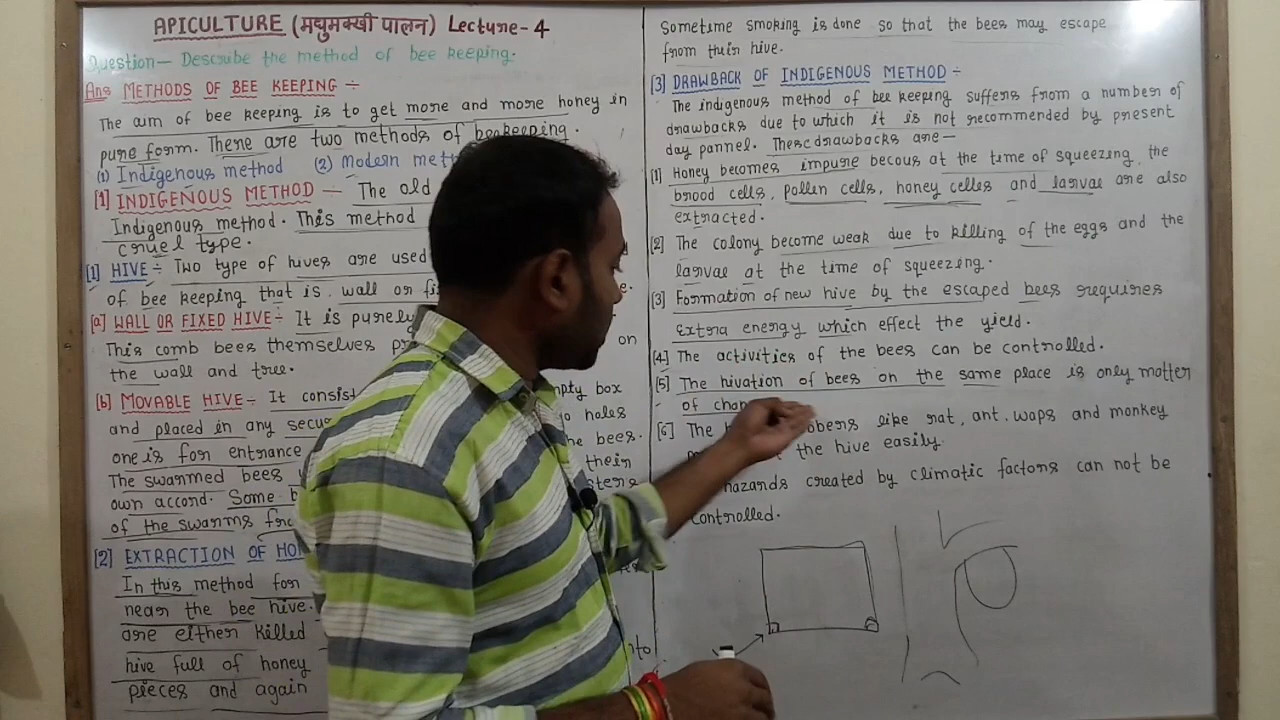 APICULTURE (मधुमक्खी पालन) Lecture-4
Question— Describe the method of bee keeping.
Ans METHODS OF BEE KEEPING ÷
The aim of bee keeping is to get more and more honey in
pure form. There are two methods of beekeeping.
(1) Indigenous method (2) Modern
[1] INDIGENOUS METHOD — The old
Indigenous method. This method
cruel type.
[1] HIVE ÷ Two type of hives are used
of bee keeping that is, wall or
[a] WALL OR FIXED HIVE ÷ It is purely
This comb bees themselves on
the wall and tree.
[b] MOVABLE HIVE ÷ It box
and placed in any holes
one is for entrance the bees.
The swarmed bees their
own accord. Some
of the swarms
[2] EXTRACTION OF
In this method for
near the bee hive.
are either killed
hive full of honey
pieces and again
Sometime smoking is done so that the bees may escape
from their hive.
[3] DRAWBACK OF INDIGENOUS METHOD ÷
The indigenous method of bee keeping suffers from a number of
drawbacks due to which it is not recommended by present
day pannel. These drawbacks are—
[1] Honey becomes impure becous at the time of squeezing, the
brood cells, pollen cells, honey celles and larvae are also
extracted.
[2] The colony become weak due to killing of the eggs and the
larvae at the time of squeezing.
[3] Formation of new hive by the escaped bees requires
Extra energy which effect the yield.
[4] The activities of the bees can be controlled.
[5] The hivation of bees on the same place is only matter
of
[6] The like rat, ant. waps and monkey
the hive easily.
hazards created by climatic factors can not be
controlled.